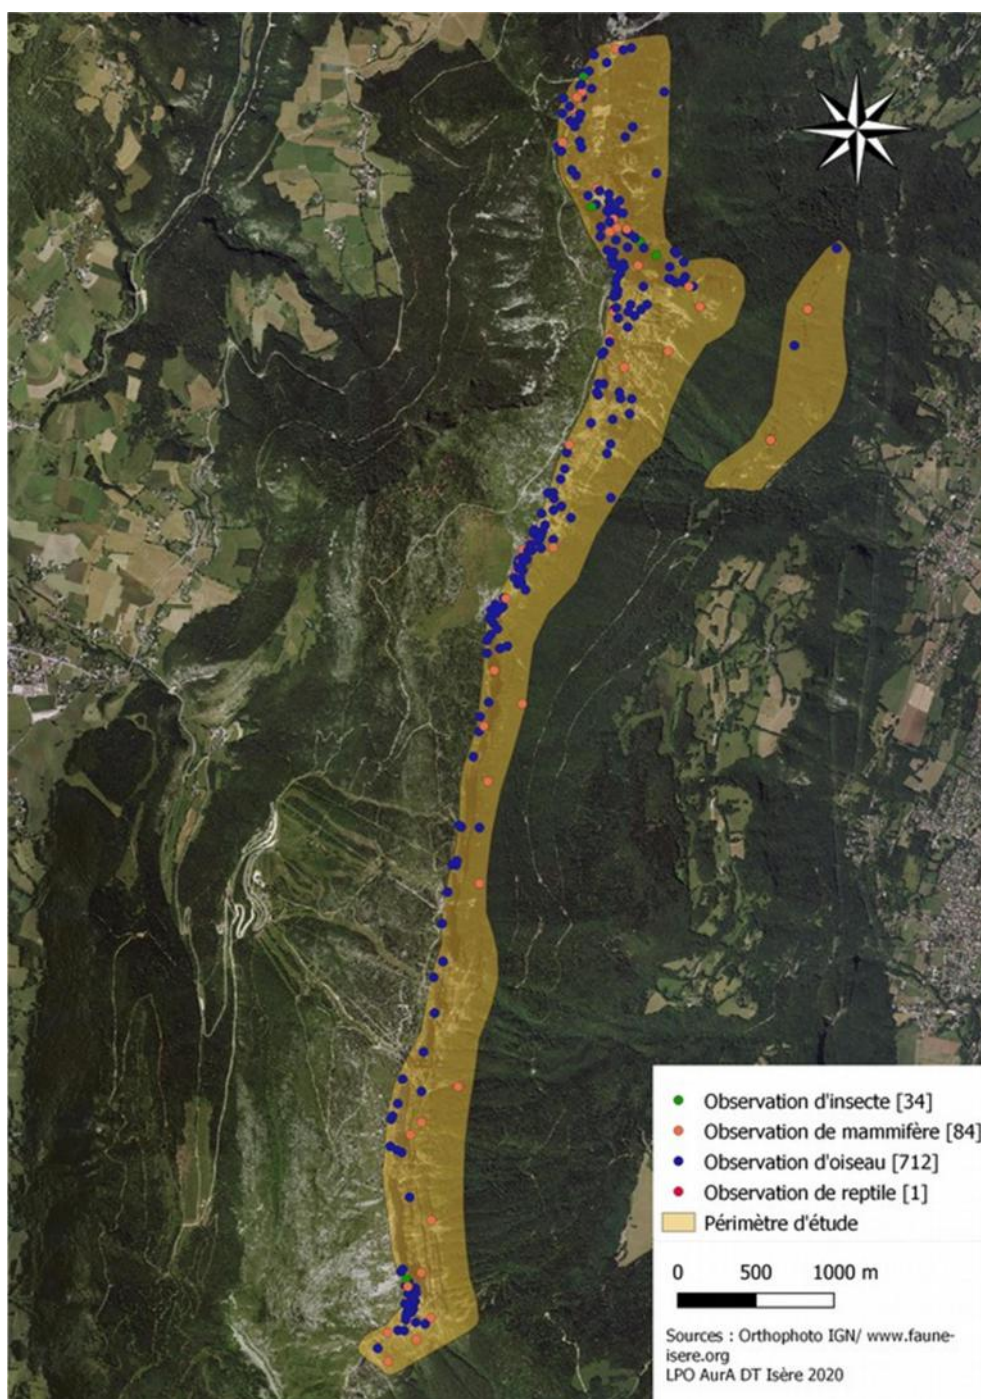 Observation d'insecte [34]
Observation de mammifère [84]
Observation d'oiseau [712]
Observation de reptile [1]
Périmètre d'étude
0 500 1000 m
Sources : Orthophoto IGN/ www.faune-
isere.org
LPO AurA DT Isère 2020